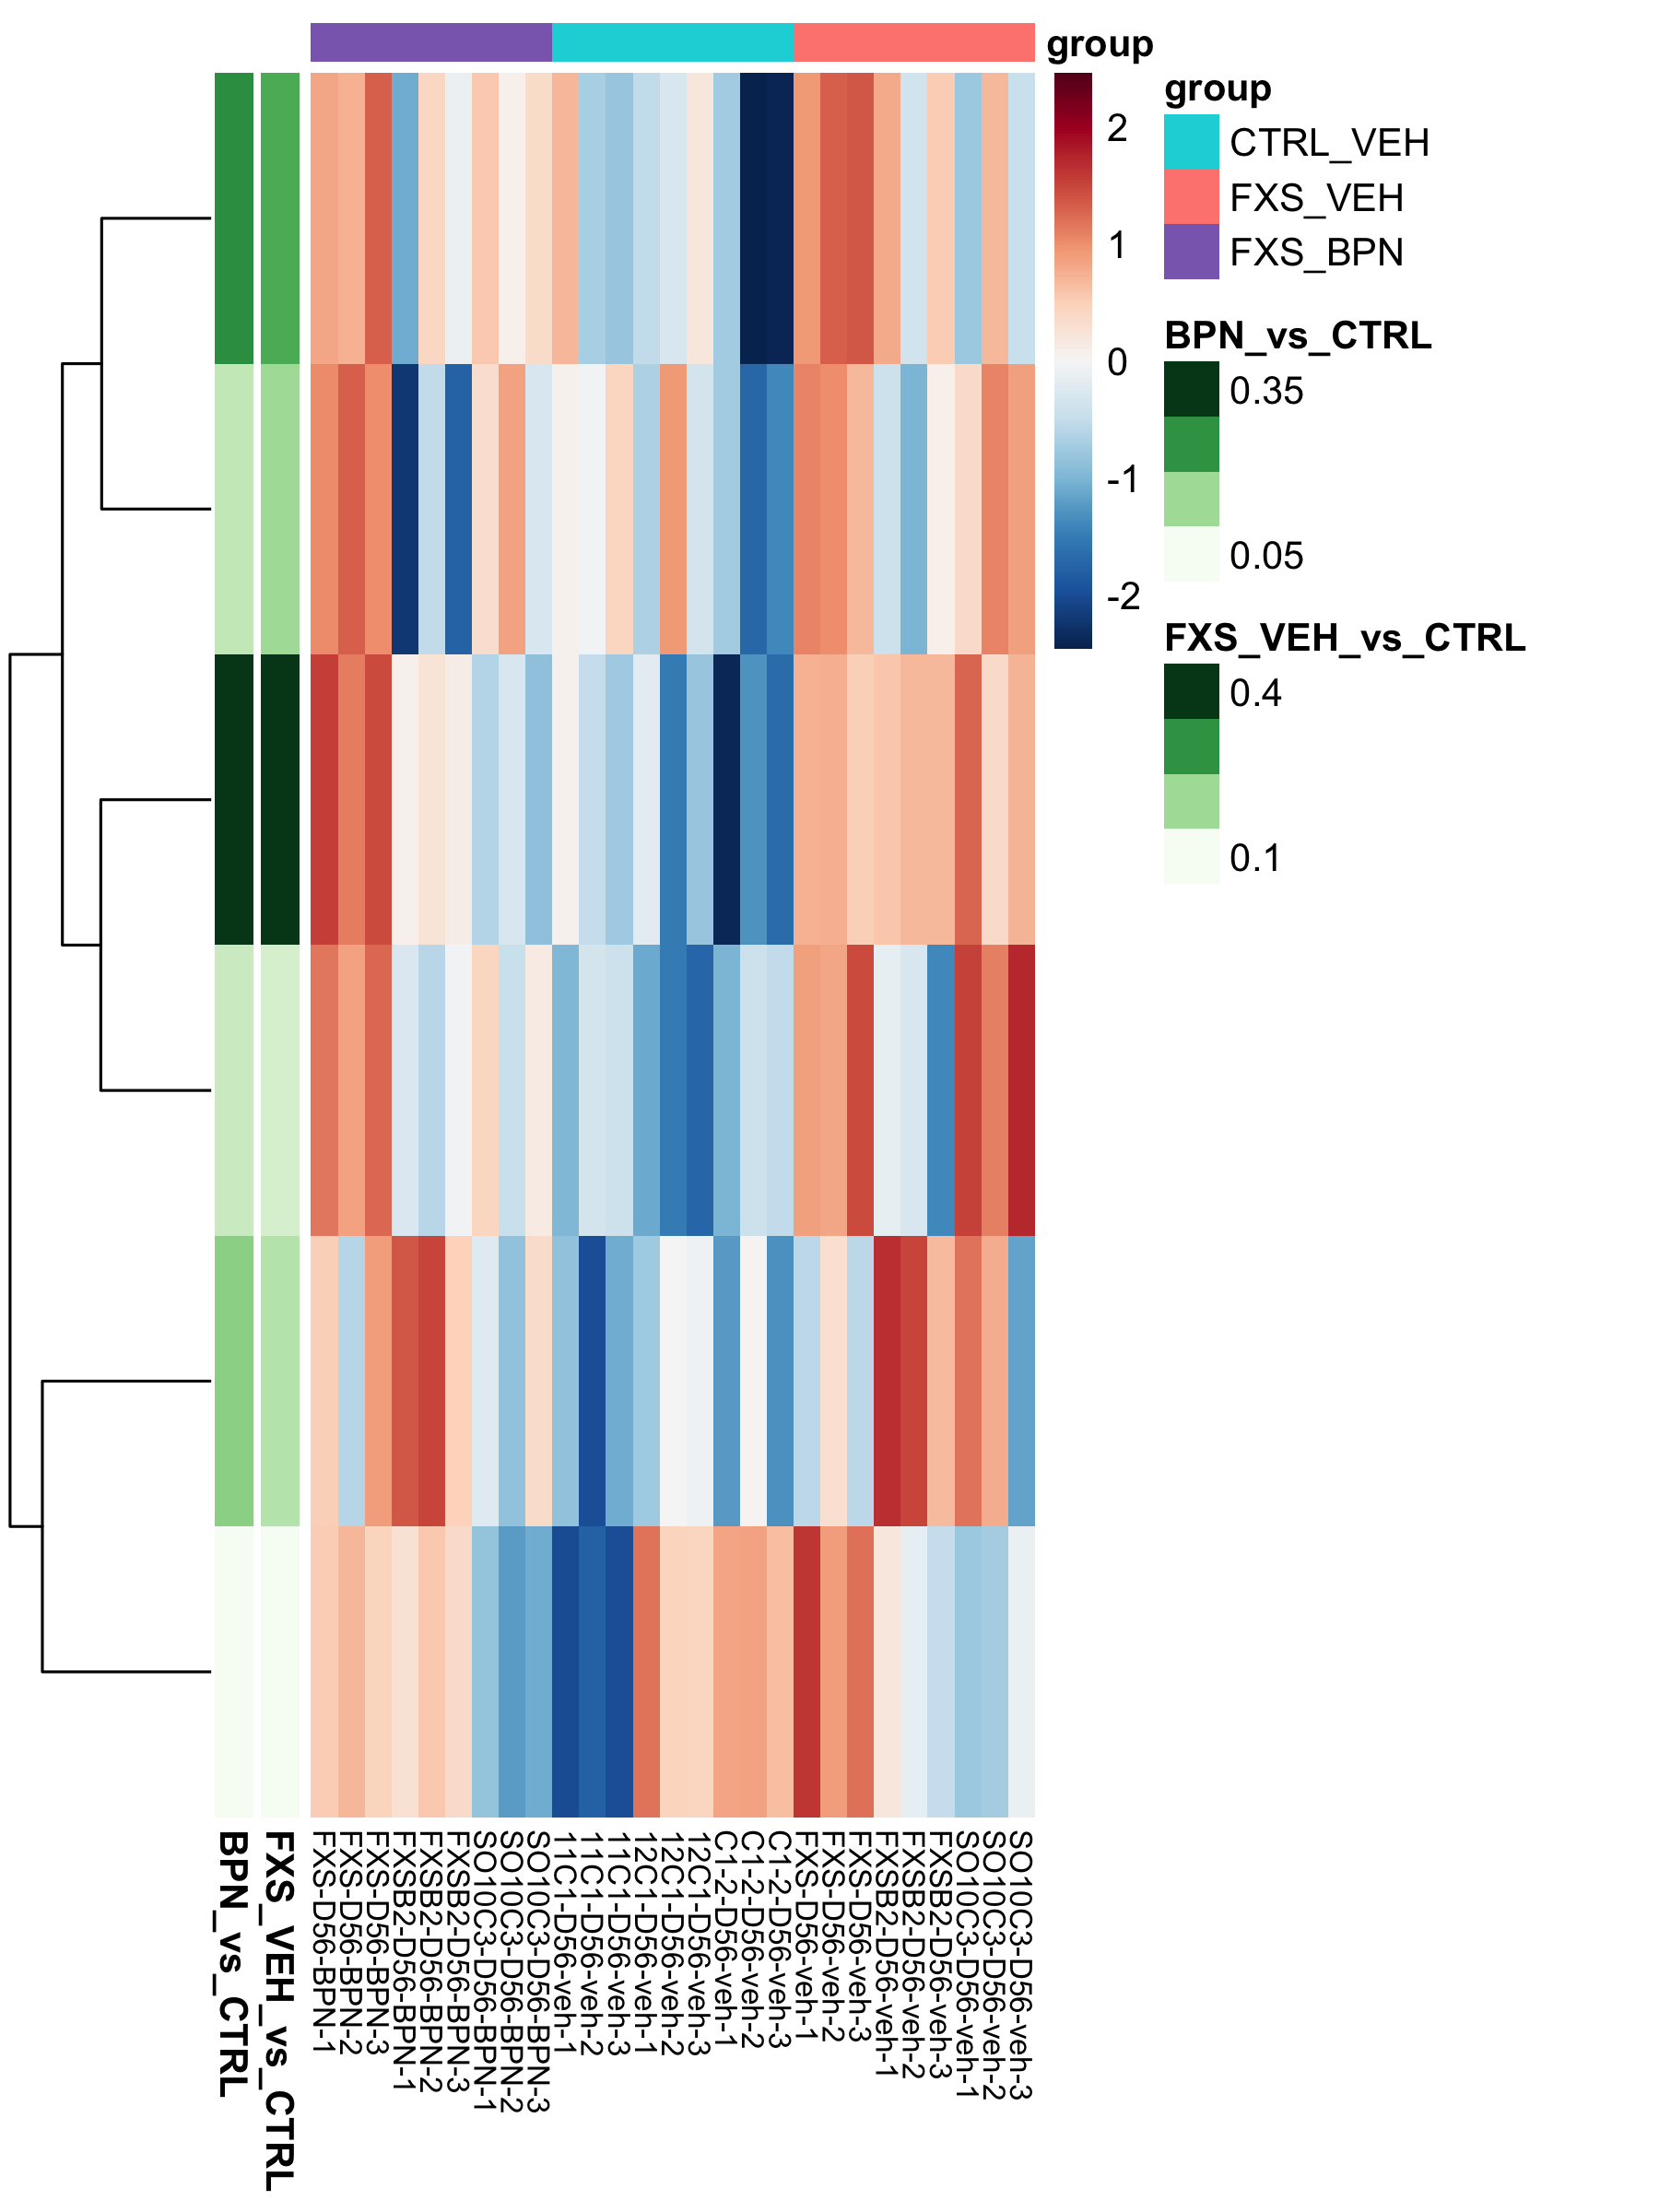 group
2
1
0
-1
-2
group
CTRL_VEH
FXS_VEH
FXS_BPN
BPN_vs_CTRL
0.35
0.05
FXS_VEH_vs_CTRL
0.4
0.1
BPN_vs_CTRL
FXS_VEH_vs_CTRL
FXS-D56-BPN-1
FXS-D56-BPN-2
FXS-D56-BPN-3
FXSB2-D56-BPN-1
FXSB2-D56-BPN-2
FXSB2-D56-BPN-3
SO10C3-D56-BPN-1
SO10C3-D56-BPN-2
SO10C3-D56-BPN-3
11C1-D56-veh-1
11C1-D56-veh-2
11C1-D56-veh-3
12C1-D56-veh-1
12C1-D56-veh-2
12C1-D56-veh-3
C1-2-D56-veh-1
C1-2-D56-veh-2
C1-2-D56-veh-3
FXS-D56-veh-1
FXS-D56-veh-2
FXS-D56-veh-3
FXSB2-D56-veh-1
FXSB2-D56-veh-2
FXSB2-D56-veh-3
SO10C3-D56-veh-1
SO10C3-D56-veh-2
SO10C3-D56-veh-3